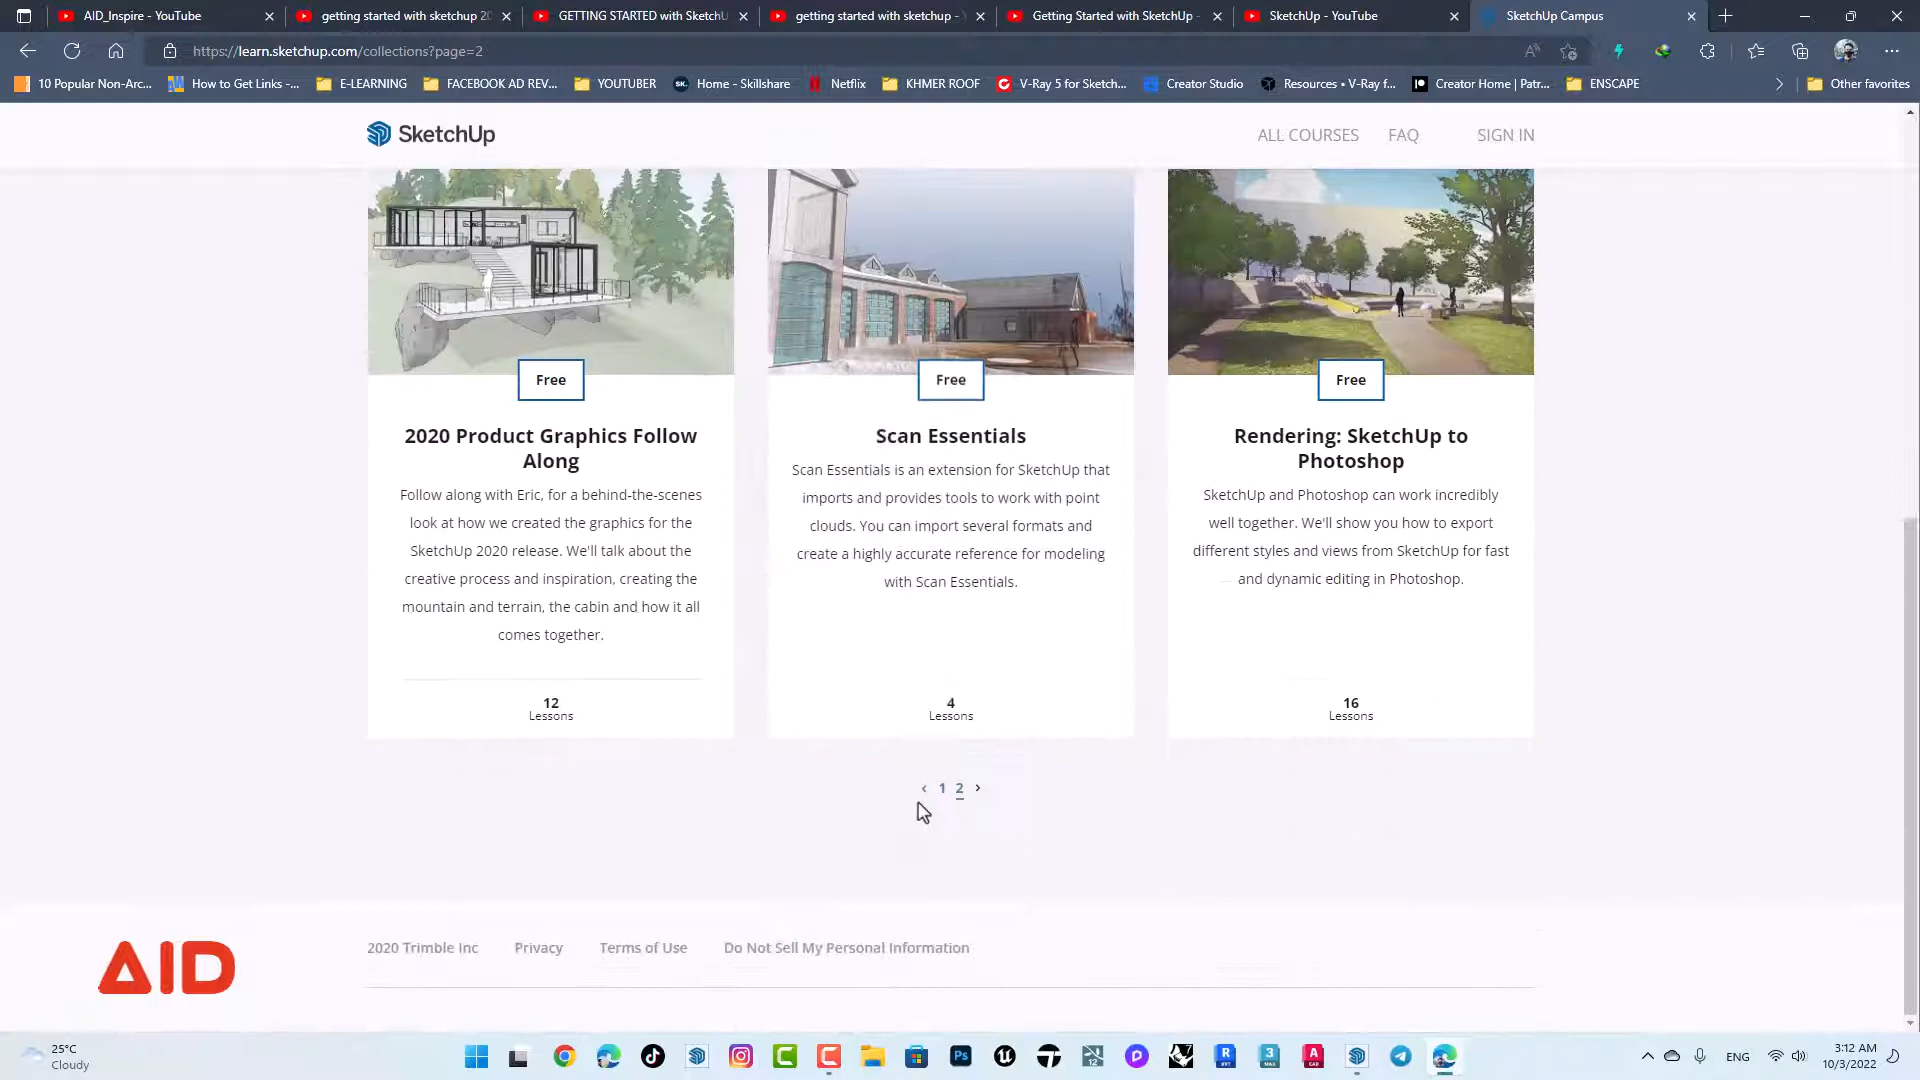 AID_Inspire - YouTube
getting started with sketchup 20
GETTING STARTED with SketchU
getting started with sketchup -
Getting Started with SketchUp -
SketchUp - YouTube
SketchUp Campus
https://learn.sketchup.com/collections?page=2
10 Popular Non-Arc...
How to Get Links -...
E-LEARNING
FACEBOOK AD REV...
YOUTUBER
Home - Skillshare
Netflix
KHMER ROOF
V-Ray 5 for Sketch...
Creator Studio
Resources • V-Ray f...
Creator Home | Patr...
ENSCAPE
Other favorites
SketchUp
ALL COURSES
FAQ
SIGN IN
Free
2020 Product Graphics Follow
Along
Follow along with Eric, for a behind-the-scenes
look at how we created the graphics for the
SketchUp 2020 release. We'll talk about the
creative process and inspiration, creating the
mountain and terrain, the cabin and how it all
comes together.
12
Lessons
Free
Scan Essentials
Scan Essentials is an extension for SketchUp that
imports and provides tools to work with point
clouds. You can import several formats and
create a highly accurate reference for modeling
with Scan Essentials.
4
Lessons
Free
Rendering: SketchUp to
Photoshop
SketchUp and Photoshop can work incredibly
well together. We'll show you how to export
different styles and views from SketchUp for fast
and dynamic editing in Photoshop.
16
Lessons
‹ 1 2 ›
AID
2020 Trimble Inc
Privacy
Terms of Use
Do Not Sell My Personal Information
25°C
Cloudy
ENG
3:12 AM
10/3/2022